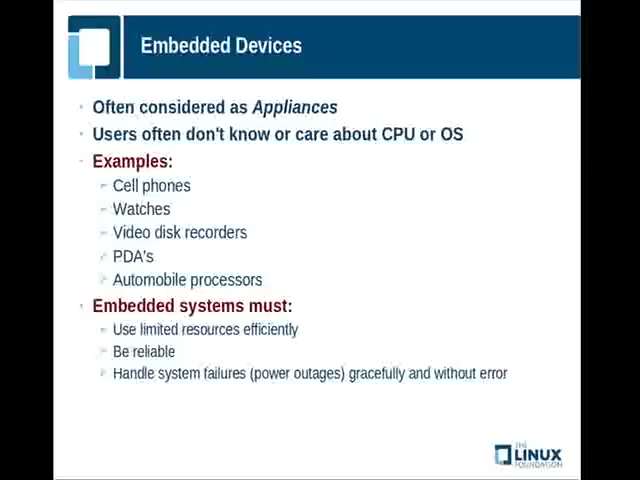 Embedded Devices
Often considered as Appliances
Users often don't know or care about CPU or OS
Examples:
Cell phones
Watches
Video disk recorders
PDA's
Automobile processors
Embedded systems must:
Use limited resources efficiently
Be reliable
Handle system failures (power outages) gracefully and without error
THE
LINUX
FOUNDATION